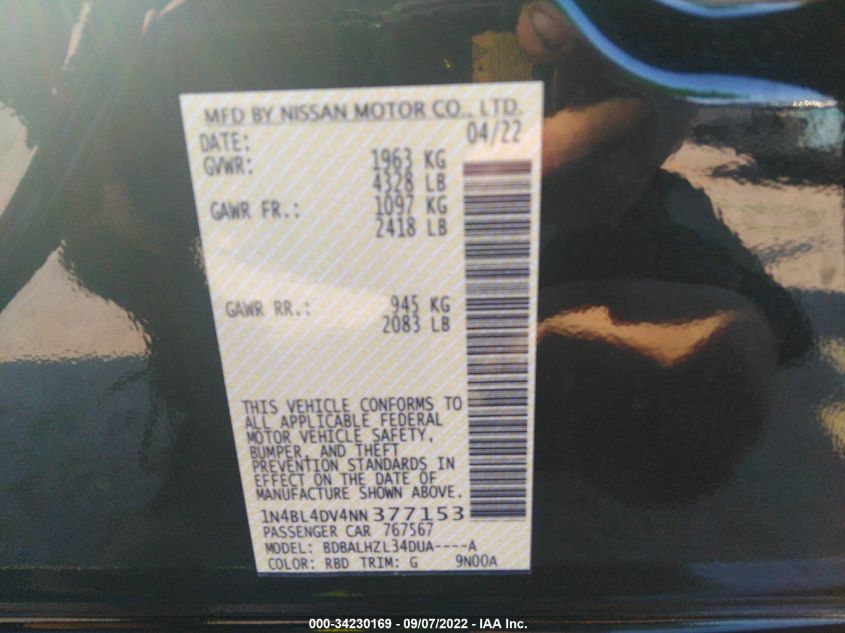 MFD BY NISSAN MOTOR CO., LTD.
DATE: 04/22
GVWR: 1963 KG
4328 LB
GAWR FR.: 1097 KG
2418 LB
GAWR RR.: 945 KG
2083 LB
THIS VEHICLE CONFORMS TO
ALL APPLICABLE FEDERAL
MOTOR VEHICLE SAFETY,
BUMPER, AND THEFT
PREVENTION STANDARDS IN
EFFECT ON THE DATE OF
MANUFACTURE SHOWN ABOVE.
1N4BL4DV4NN377153
PASSENGER CAR 767567
MODEL: BDBALHZL34DUA----A
COLOR: RBD TRIM: G 9N00A
000-34230169 - 09/07/2022 - IAA Inc.